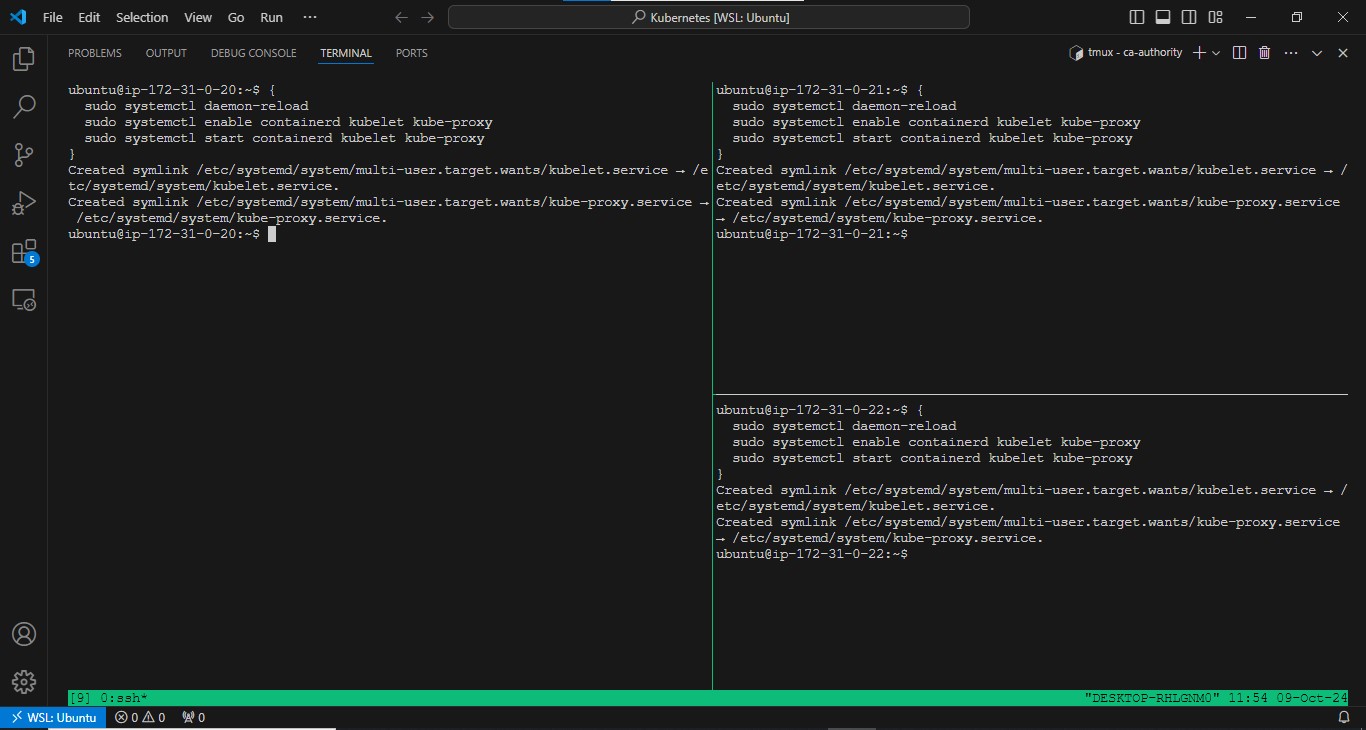 File Edit Selection View Go Run ···
Kubernetes [WSL: Ubuntu]
PROBLEMS OUTPUT DEBUG CONSOLE TERMINAL PORTS
tmux - ca-authority
ubuntu@ip-172-31-0-20:~$ {
  sudo systemctl daemon-reload
  sudo systemctl enable containerd kubelet kube-proxy
  sudo systemctl start containerd kubelet kube-proxy
}
Created symlink /etc/systemd/system/multi-user.target.wants/kubelet.service → /e
tc/systemd/system/kubelet.service.
Created symlink /etc/systemd/system/multi-user.target.wants/kube-proxy.service →
 /etc/systemd/system/kube-proxy.service.
ubuntu@ip-172-31-0-20:~$
ubuntu@ip-172-31-0-21:~$ {
  sudo systemctl daemon-reload
  sudo systemctl enable containerd kubelet kube-proxy
  sudo systemctl start containerd kubelet kube-proxy
}
Created symlink /etc/systemd/system/multi-user.target.wants/kubelet.service → /
etc/systemd/system/kubelet.service.
Created symlink /etc/systemd/system/multi-user.target.wants/kube-proxy.service
→ /etc/systemd/system/kube-proxy.service.
ubuntu@ip-172-31-0-21:~$
ubuntu@ip-172-31-0-22:~$ {
  sudo systemctl daemon-reload
  sudo systemctl enable containerd kubelet kube-proxy
  sudo systemctl start containerd kubelet kube-proxy
}
Created symlink /etc/systemd/system/multi-user.target.wants/kubelet.service → /
etc/systemd/system/kubelet.service.
Created symlink /etc/systemd/system/multi-user.target.wants/kube-proxy.service
→ /etc/systemd/system/kube-proxy.service.
ubuntu@ip-172-31-0-22:~$
5
[9] 0:ssh* "DESKTOP-RHLGNM0" 11:54 09-Oct-24
WSL: Ubuntu 0 0 0